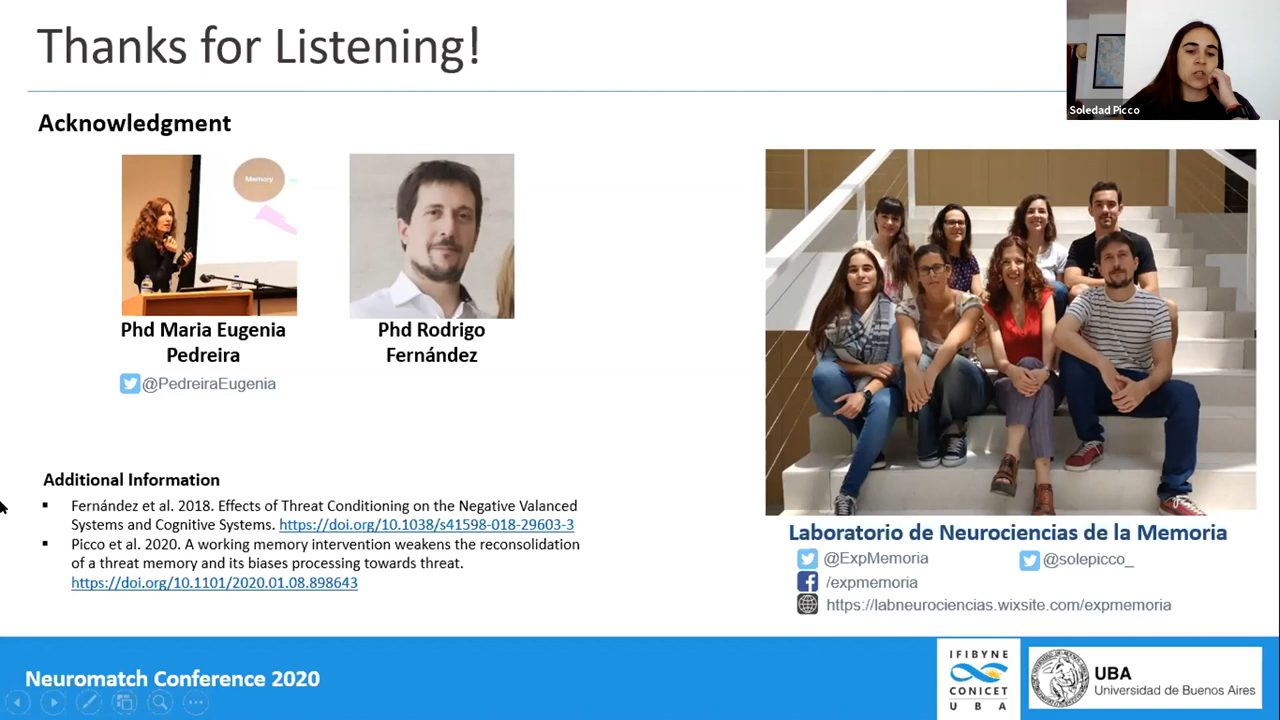 Thanks for Listening!
Soledad Picco
Acknowledgment
Memory
Phd Maria Eugenia
Pedreira
@PedreiraEugenia
Phd Rodrigo
Fernández
Additional Information
Fernández et al. 2018. Effects of Threat Conditioning on the Negative Valanced
Systems and Cognitive Systems. https://doi.org/10.1038/s41598-018-29603-3
Picco et al. 2020. A working memory intervention weakens the reconsolidation
of a threat memory and its biases processing towards threat.
https://doi.org/10.1101/2020.01.08.898643
Laboratorio de Neurociencias de la Memoria
@ExpMemoria
@solepicco_
/expmemoria
https://labneurociencias.wixsite.com/expmemoria
Neuromatch Conference 2020
IFIBYNE
CONICET
UBA
UBA
Universidad de Buenos Aires